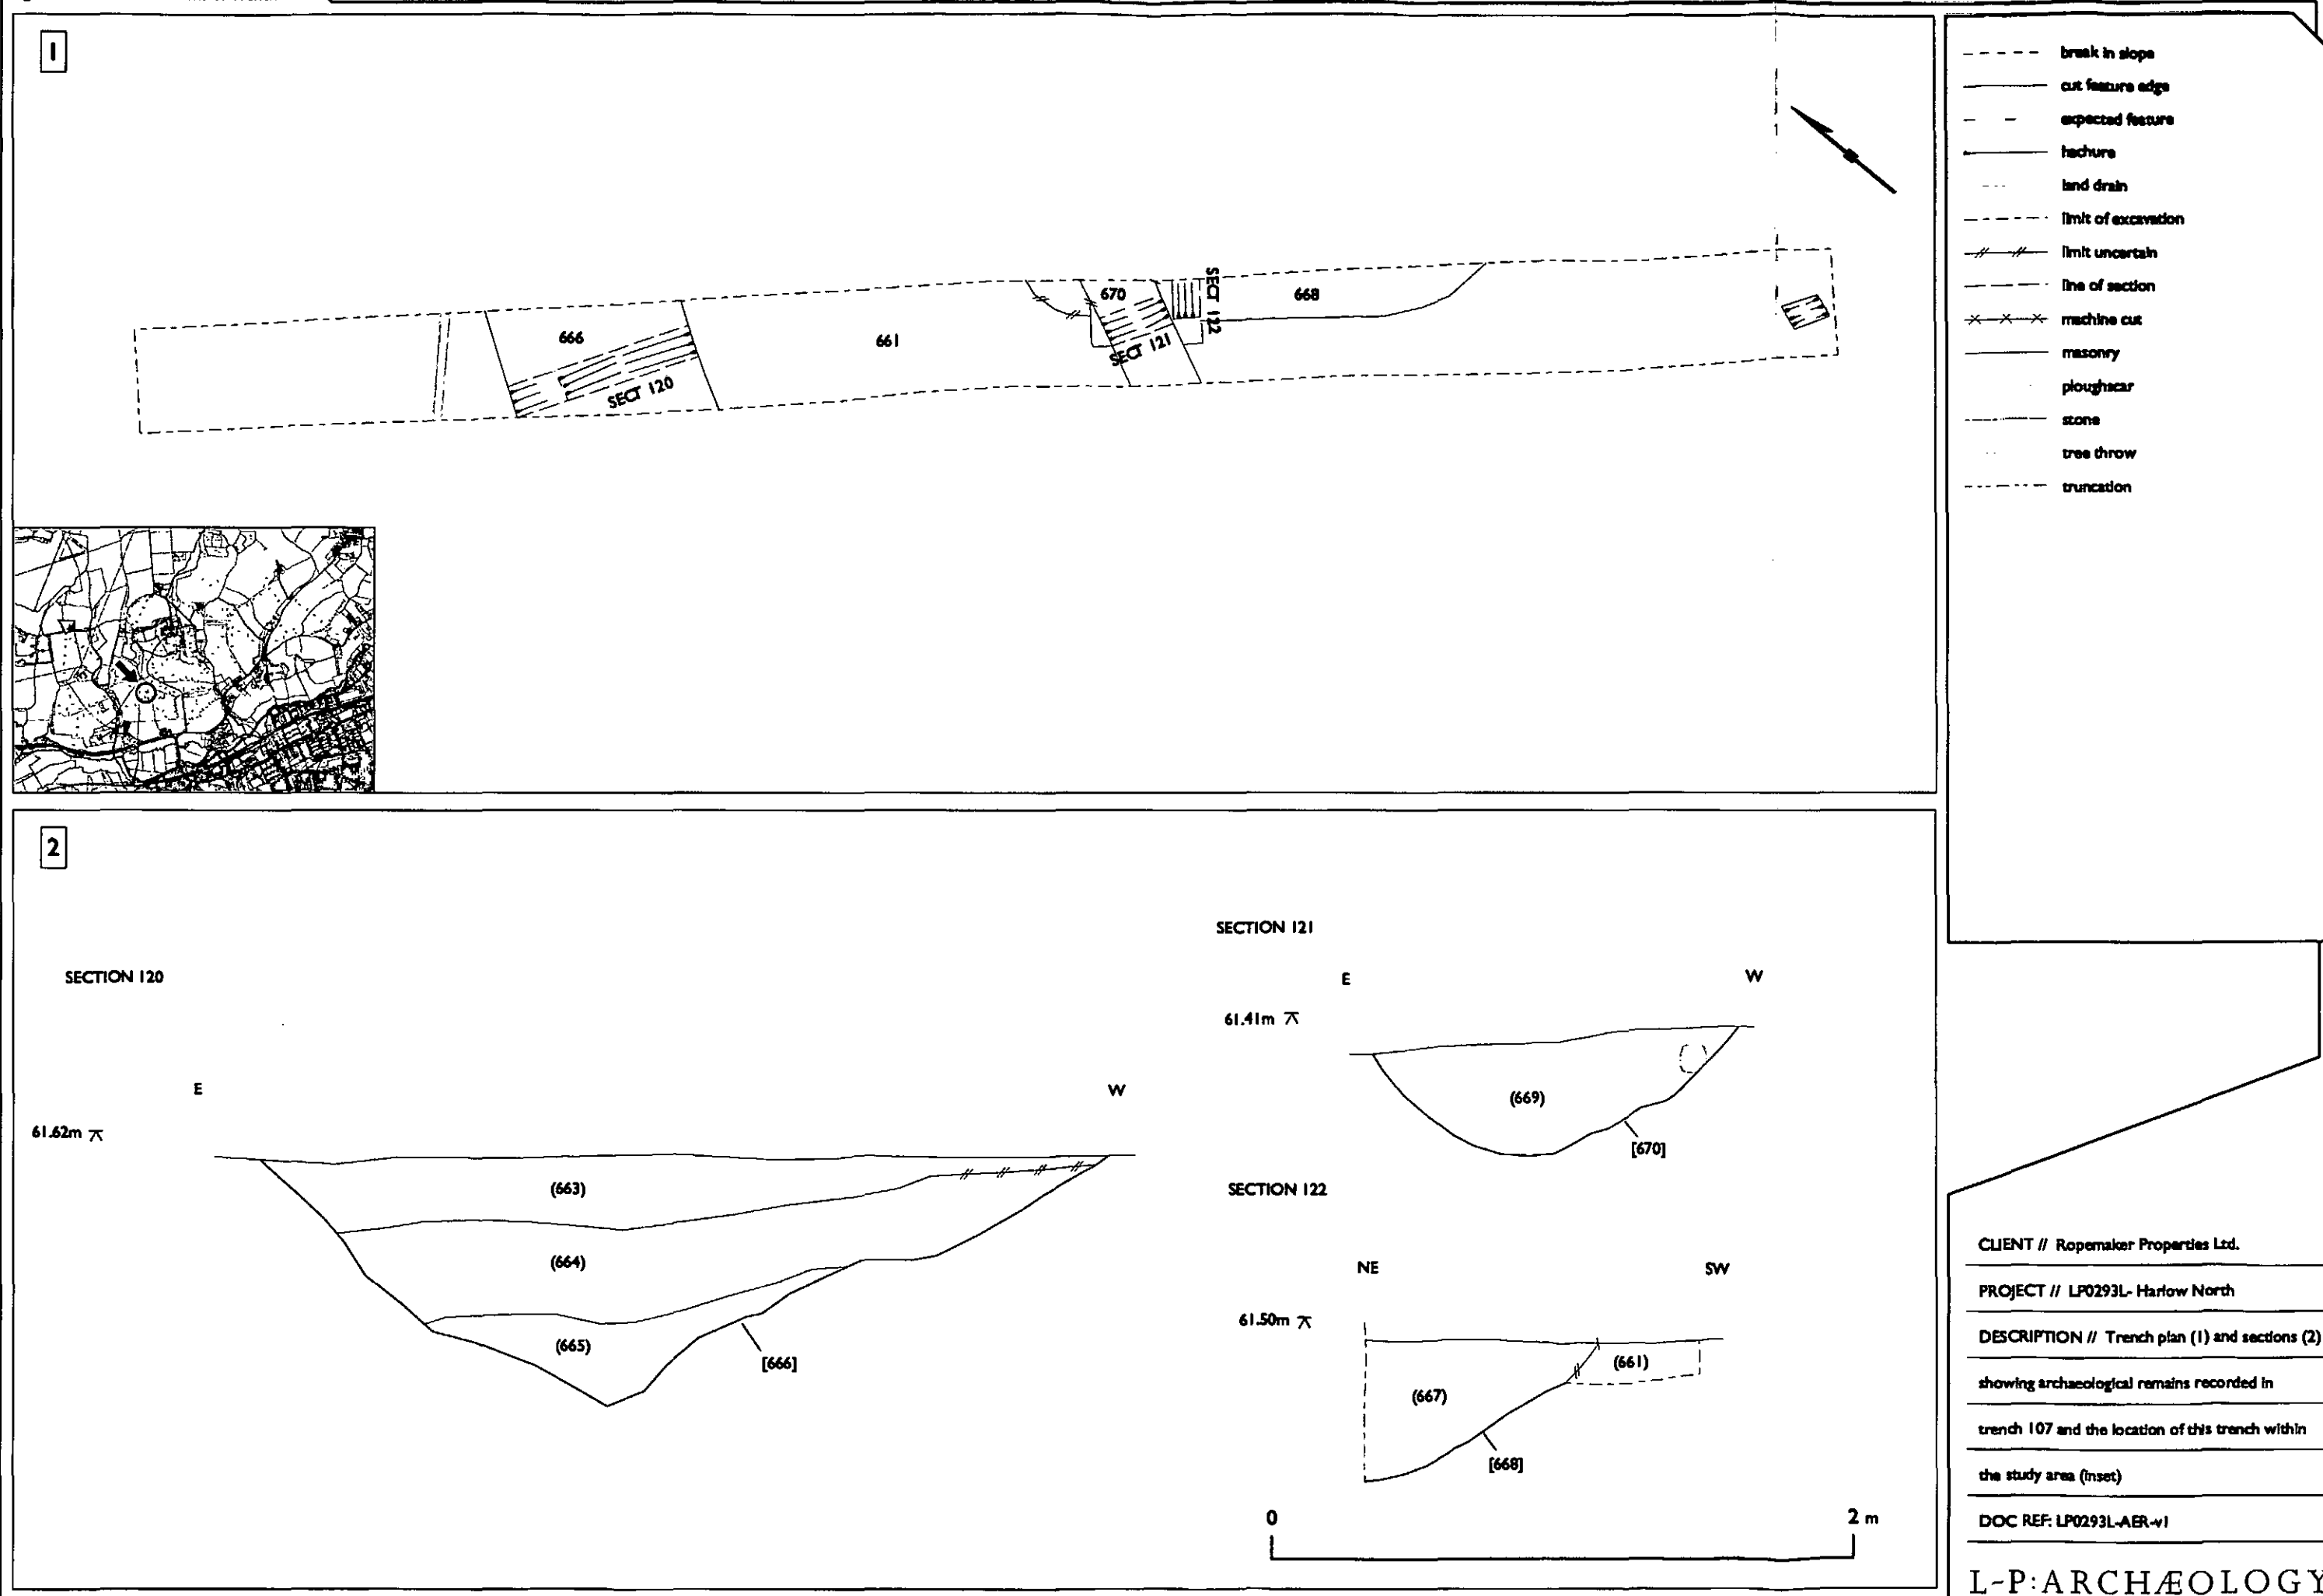 1
666
SECT 120
661
670
SECT 121
SECT 122
668
break in slope
cut feature edge
expected feature
hachure
land drain
limit of excavation
limit uncertain
line of section
machine cut
masonry
ploughscar
stone
tree throw
truncation
2
SECTION 120
E
W
61.62m
(663)
(664)
(665)
[666]
SECTION 121
E
W
61.41m
(669)
[670]
SECTION 122
NE
SW
61.50m
(661)
(667)
[668]
0
2 m
CLIENT // Ropemaker Properties Ltd.
PROJECT // LP0293L- Harlow North
DESCRIPTION // Trench plan (1) and sections (2)
showing archaeological remains recorded in
trench 107 and the location of this trench within
the study area (inset)
DOC REF: LP0293L-AER-v1
L-P:ARCHÆOLOGY